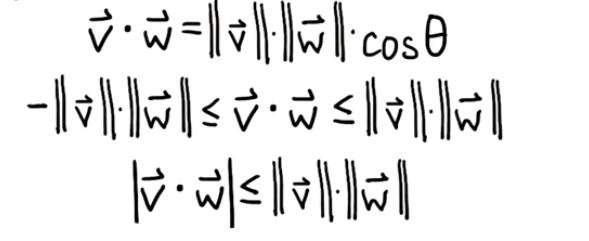 v⃗ · w⃗ = ‖v⃗‖·‖w⃗‖·cosθ
-‖v⃗‖·‖w⃗‖ ≤ v⃗ · w⃗ ≤ ‖v⃗‖·‖w⃗‖
|v⃗ · w⃗| ≤ ‖v⃗‖·‖w⃗‖